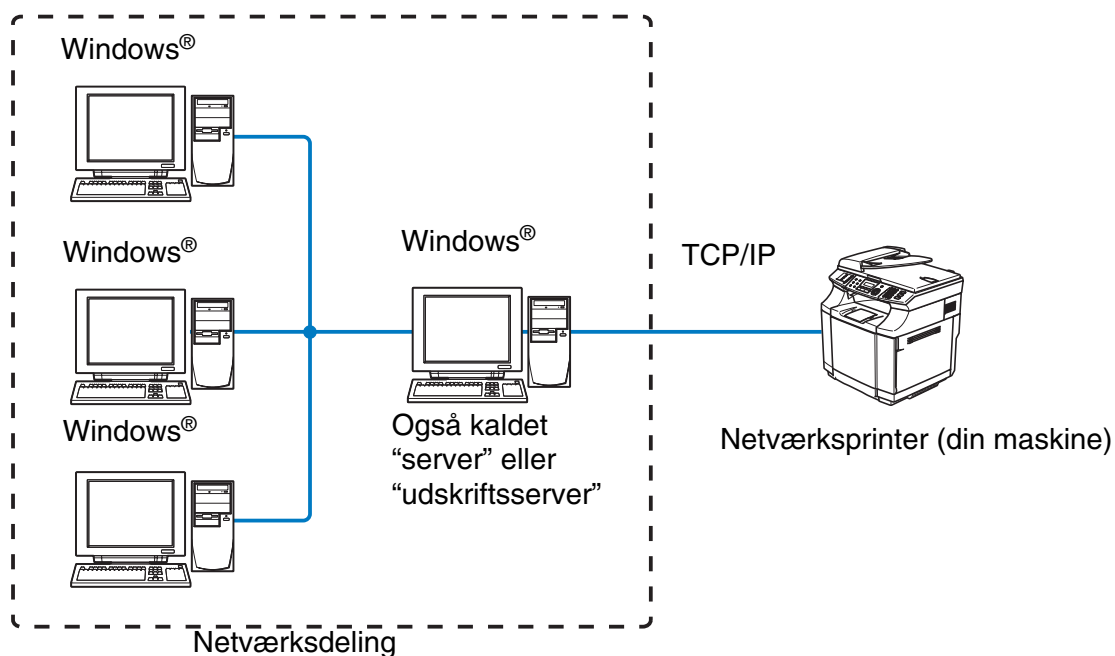 Windows®
Windows®
Windows®
Windows®
Også kaldet
“server” eller
“udskriftsserver”
TCP/IP
Netværksprinter (din maskine)
Netværksdeling